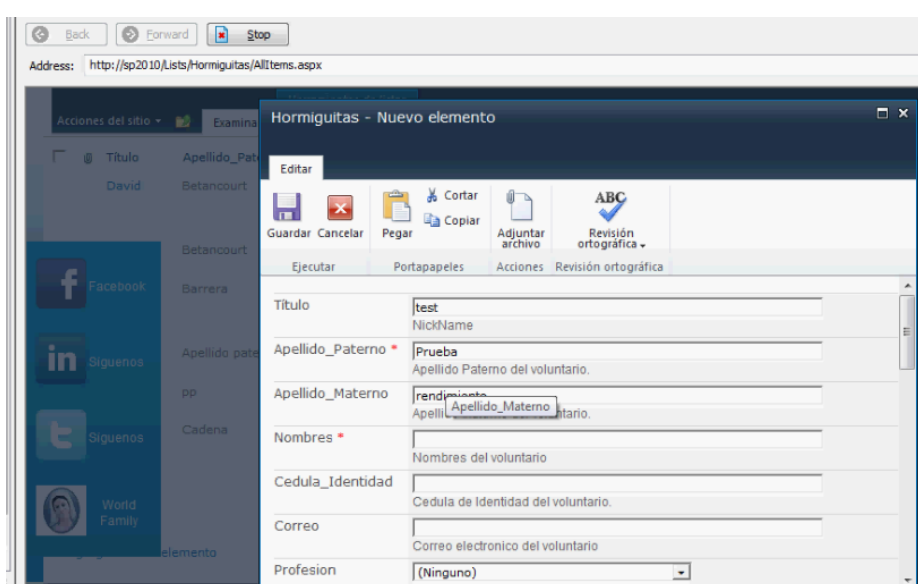 Back Forward Stop
Address: http://sp2010/Lists/Hormiguitas/AllItems.aspx
Acciones del sitio Examina
Título Apellido_Pate
David Betancourt
Betancourt
Facebook Barrera
Siguenos Apellido pate
pp
Siguenos Cadena
World
Family
elemento
Hormiguitas - Nuevo elemento
Editar
Guardar Cancelar Pegar Cortar Copiar Adjuntar archivo ABC Revisión ortográfica
Ejecutar Portapapeles Acciones Revisión ortográfica
Título test
NickName
Apellido_Paterno * Prueba
Apellido Paterno del voluntario.
Apellido_Materno rendimiento
Apellido_Materno
Nombres *
Nombres del voluntario
Cedula_Identidad
Cedula de Identidad del voluntario.
Correo
Correo electronico del voluntario
Profesion (Ninguno)